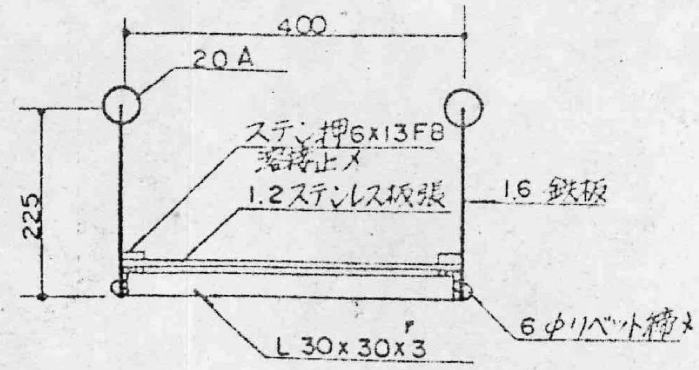 400
20A
ステン押6x13FB
溶接止メ
1.2ステンレス板張
1.6 鉄板
225
6φリベット締メ
L30x30x3